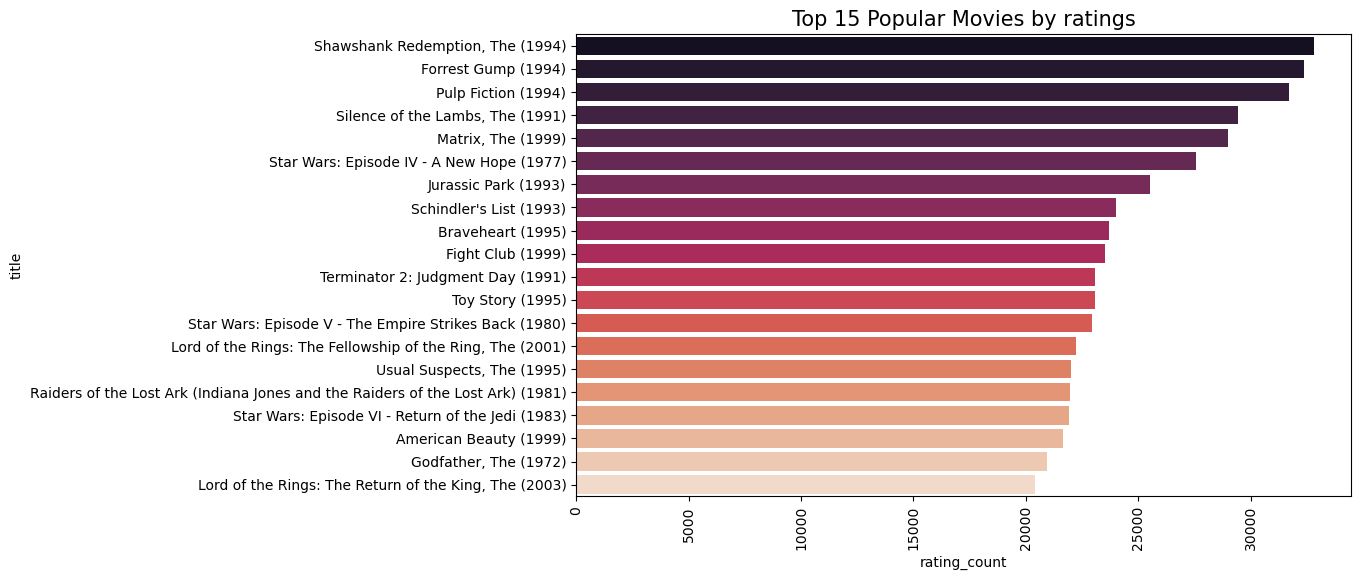 Top 15 Popular Movies by ratings
title
Shawshank Redemption, The (1994)
Forrest Gump (1994)
Pulp Fiction (1994)
Silence of the Lambs, The (1991)
Matrix, The (1999)
Star Wars: Episode IV - A New Hope (1977)
Jurassic Park (1993)
Schindler's List (1993)
Braveheart (1995)
Fight Club (1999)
Terminator 2: Judgment Day (1991)
Toy Story (1995)
Star Wars: Episode V - The Empire Strikes Back (1980)
Lord of the Rings: The Fellowship of the Ring, The (2001)
Usual Suspects, The (1995)
Raiders of the Lost Ark (Indiana Jones and the Raiders of the Lost Ark) (1981)
Star Wars: Episode VI - Return of the Jedi (1983)
American Beauty (1999)
Godfather, The (1972)
Lord of the Rings: The Return of the King, The (2003)
0
5000
10000
15000
20000
25000
30000
rating_count